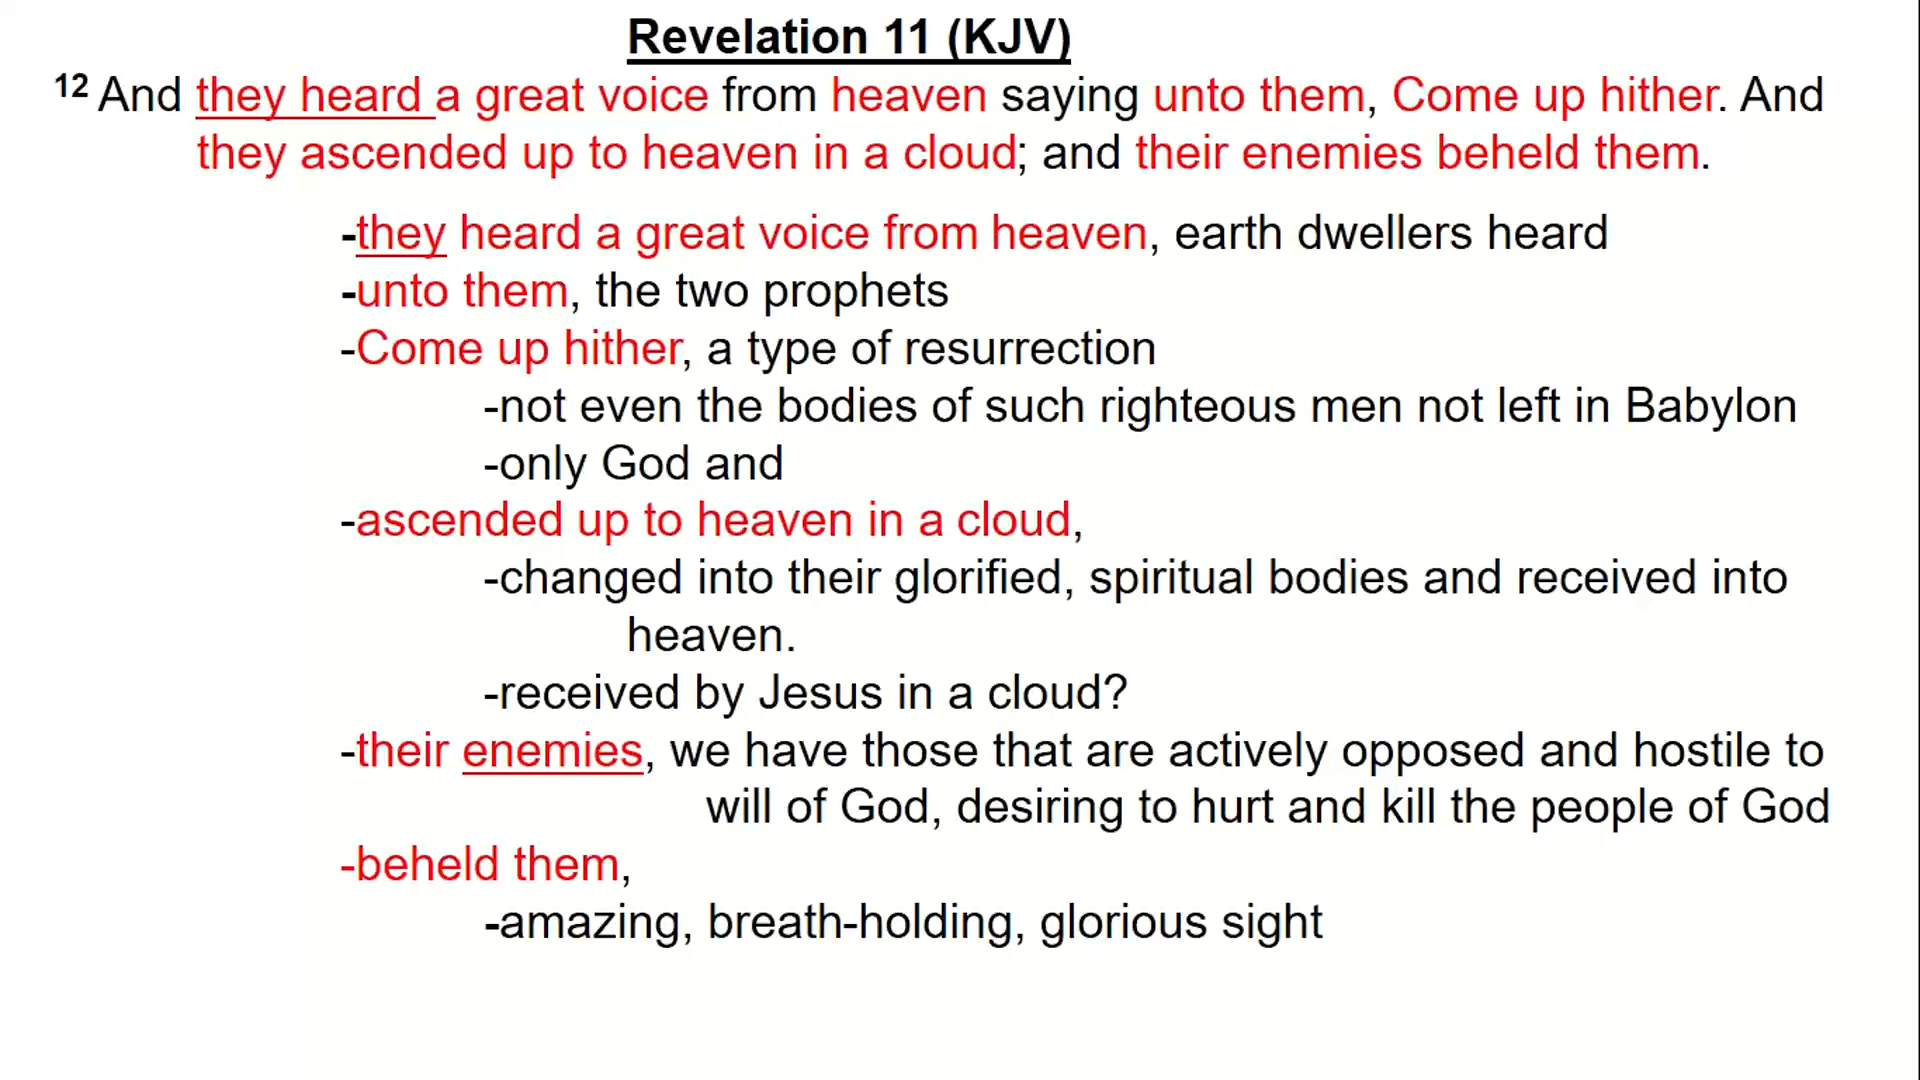 Revelation 11 (KJV)
12 And they heard a great voice from heaven saying unto them, Come up hither. And
they ascended up to heaven in a cloud; and their enemies beheld them.
-they heard a great voice from heaven, earth dwellers heard
-unto them, the two prophets
-Come up hither, a type of resurrection
-not even the bodies of such righteous men not left in Babylon
-only God and
-ascended up to heaven in a cloud,
-changed into their glorified, spiritual bodies and received into
heaven.
-received by Jesus in a cloud?
-their enemies, we have those that are actively opposed and hostile to
will of God, desiring to hurt and kill the people of God
-beheld them,
-amazing, breath-holding, glorious sight